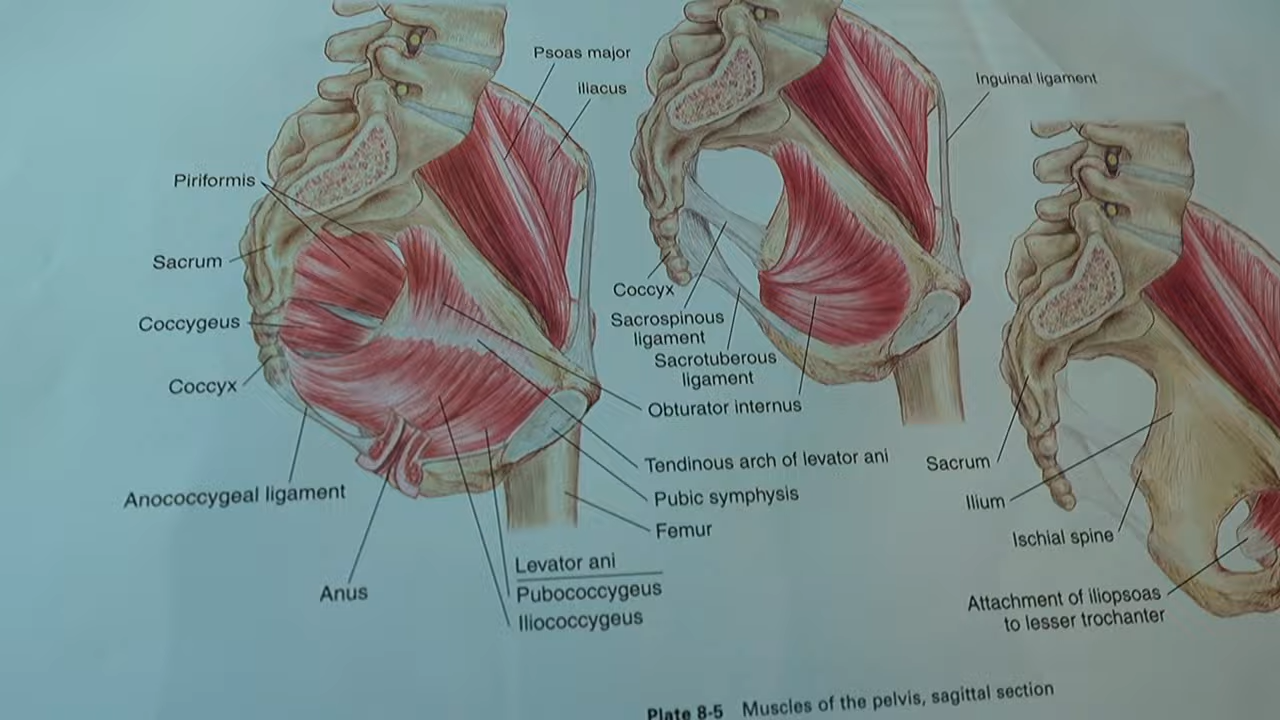 Psoas major
iliacus
Piriformis
Sacrum
Coccygeus
Coccyx
Anococcygeal ligament
Anus
Levator ani
Pubococcygeus
Iliococcygeus
Femur
Pubic symphysis
Tendinous arch of levator ani
Obturator internus
Inguinal ligament
Coccyx
Sacrospinous
ligament
Sacrotuberous
ligament
Sacrum
Ilium
Ischial spine
Attachment of iliopsoas
to lesser trochanter
Plate 8-5 Muscles of the pelvis, sagittal section